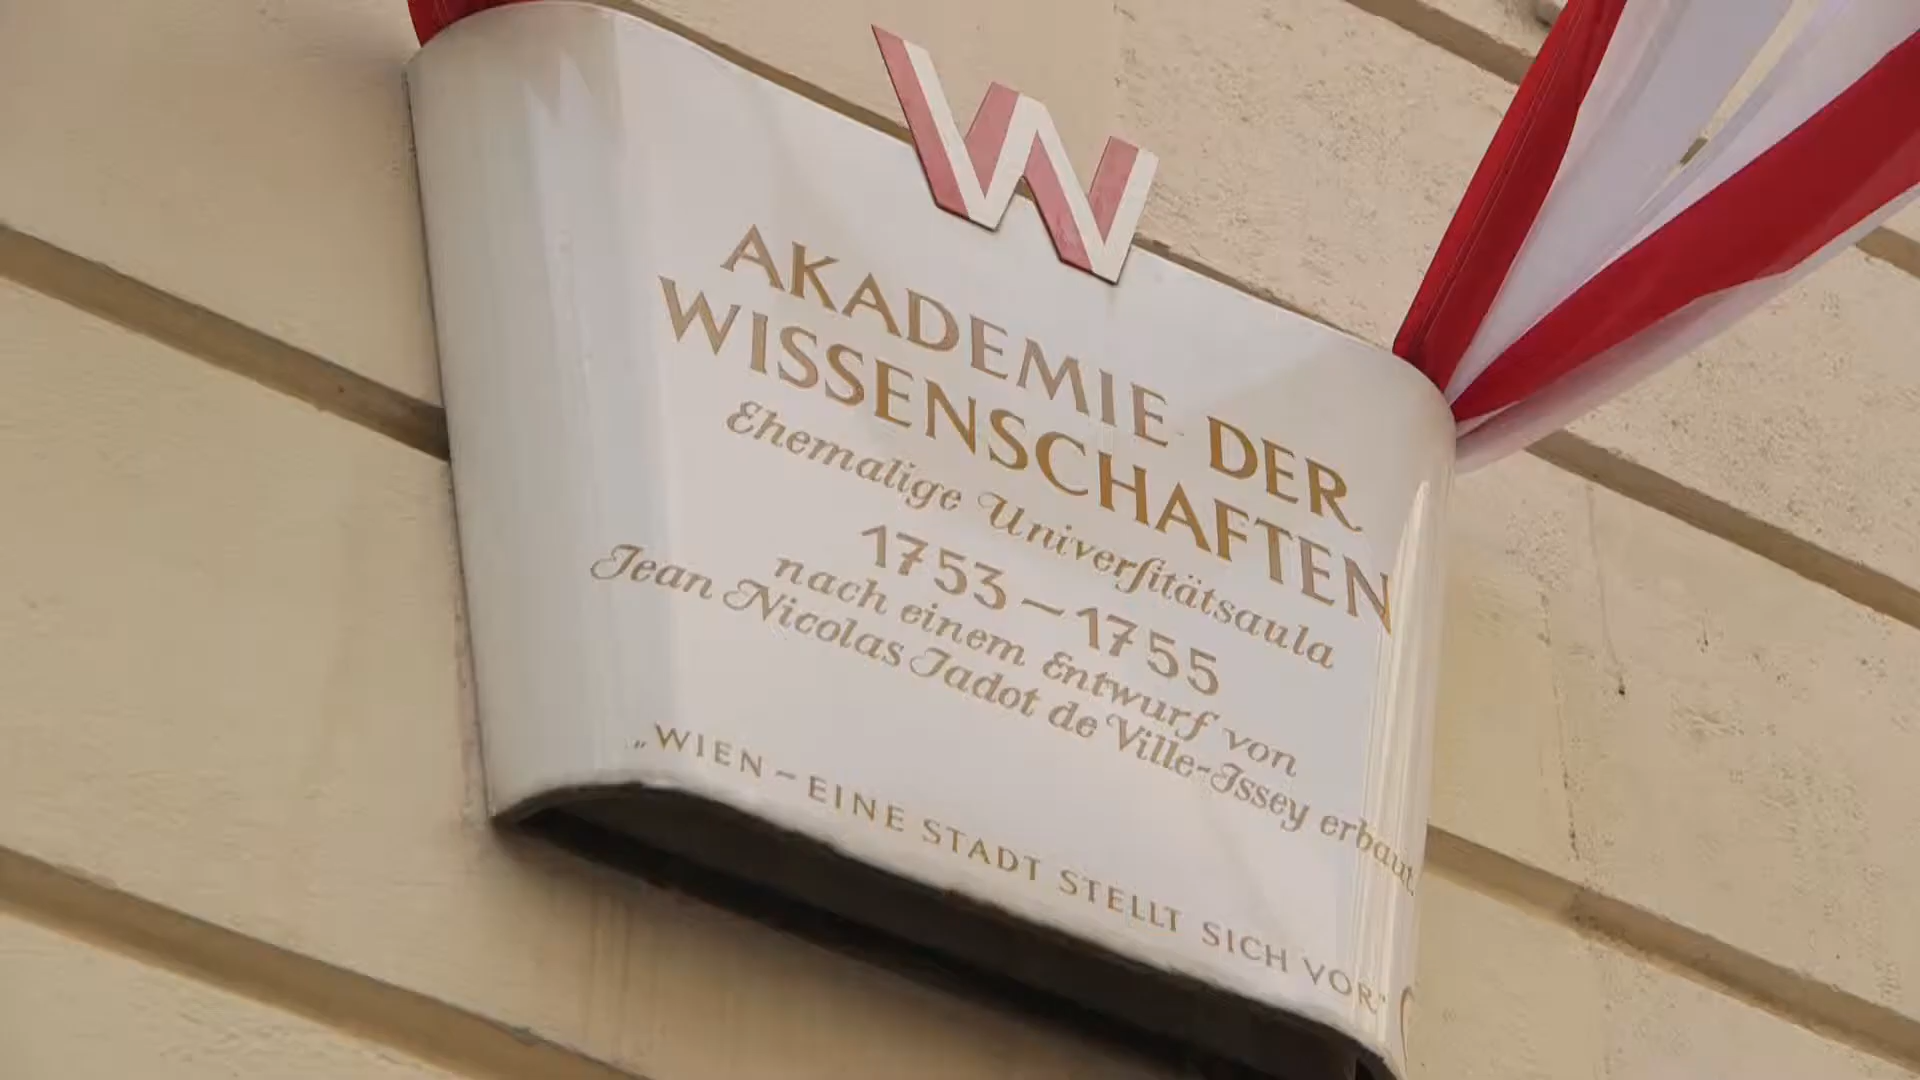 W
AKADEMIE DER
WISSENSCHAFTEN
Ehemalige Univerſitätsaula
1753–1755
nach einem Entwurf von
Jean Nicolas Jadot de Ville-Issey erbaut.
„WIEN – EINE STADT STELLT SICH VOR“